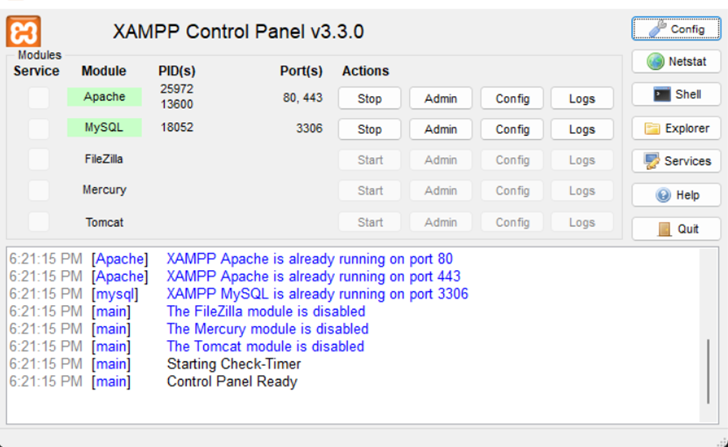 XAMPP Control Panel v3.3.0
Modules
Service Module PID(s) Port(s) Actions
Apache 25972 13600 80, 443 Stop Admin Config Logs
MySQL 18052 3306 Stop Admin Config Logs
FileZilla Start Admin Config Logs
Mercury Start Admin Config Logs
Tomcat Start Admin Config Logs
Config
Netstat
Shell
Explorer
Services
Help
Quit
6:21:15 PM [Apache] XAMPP Apache is already running on port 80
6:21:15 PM [Apache] XAMPP Apache is already running on port 443
6:21:15 PM [mysql] XAMPP MySQL is already running on port 3306
6:21:15 PM [main] The FileZilla module is disabled
6:21:15 PM [main] The Mercury module is disabled
6:21:15 PM [main] The Tomcat module is disabled
6:21:15 PM [main] Starting Check-Timer
6:21:15 PM [main] Control Panel Ready